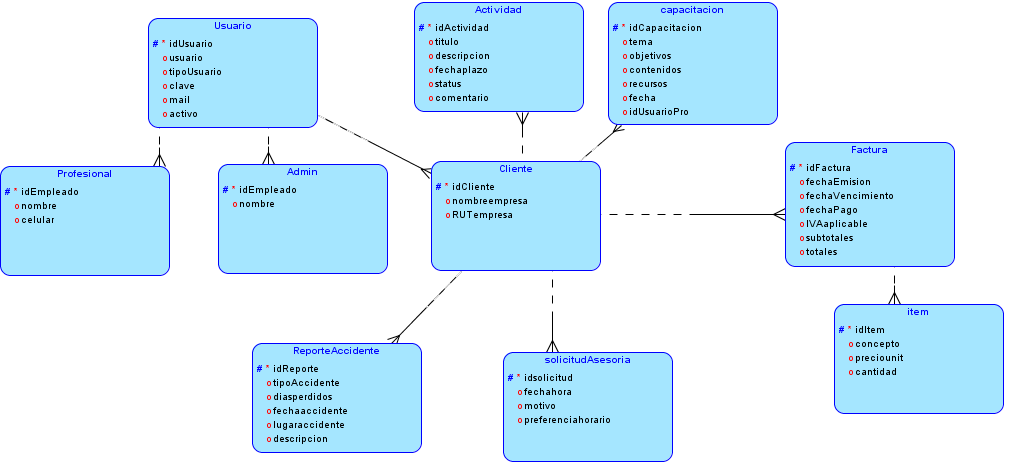 Usuario
# * idUsuario
o usuario
o tipoUsuario
o clave
o mail
o activo
Actividad
# * idActividad
o titulo
o descripcion
o fechaplazo
o status
o comentario
capacitacion
# * idCapacitacion
o tema
o objetivos
o contenidos
o recursos
o fecha
o idUsuarioPro
Profesional
# * idEmpleado
o nombre
o celular
Admin
# * idEmpleado
o nombre
Cliente
* idCliente
o nombreempresa
o RUTempresa
Factura
# * idFactura
o fechaEmision
o fechaVencimiento
o fechaPago
o IVAaplicable
o subtotales
o totales
ReporteAccidente
# * idReporte
o tipoAccidente
o diasperdidos
o fechaaccidente
o lugaraccidente
o descripcion
solicitudAsesoria
# * idsolicitud
o fechahora
o motivo
o preferenciahorario
item
# * idItem
o concepto
o preciounit
o cantidad